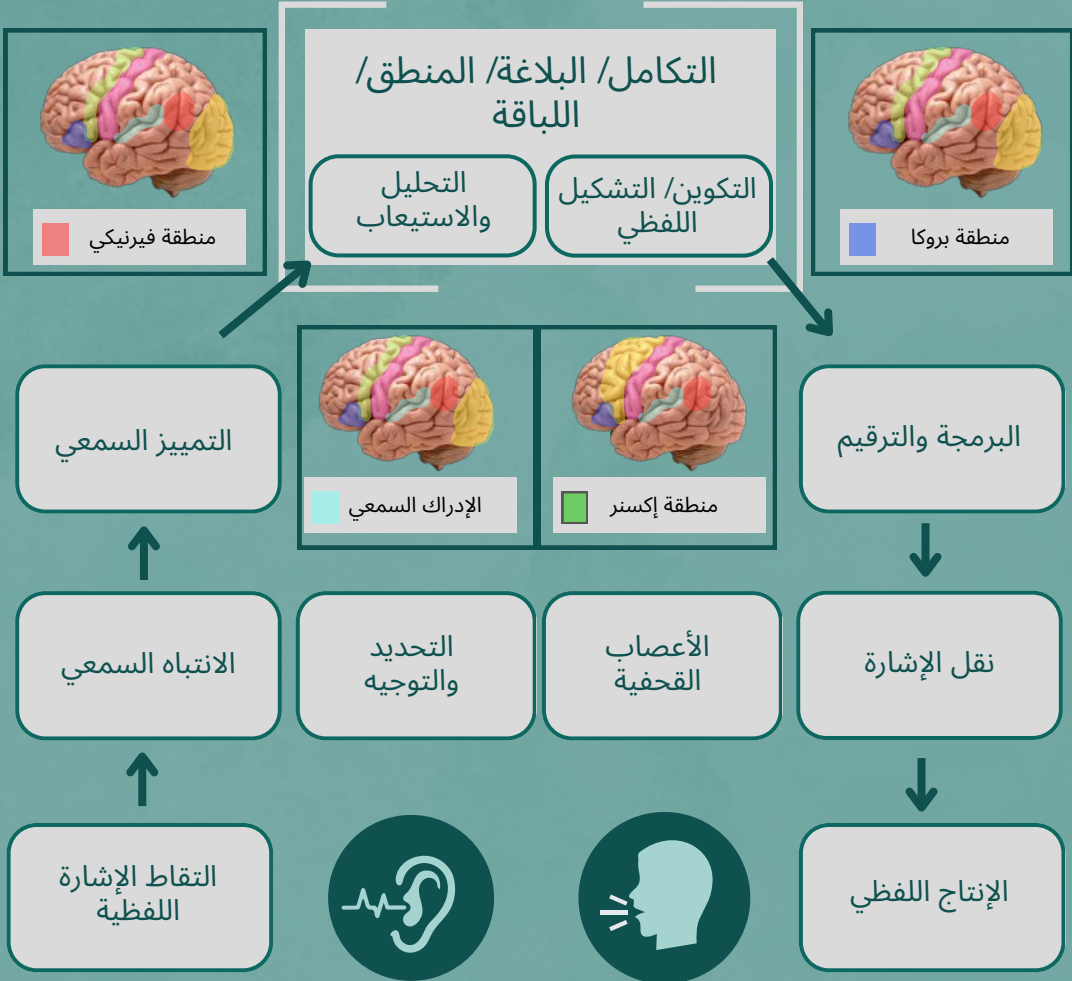 التكامل/ البلاغة/ المنطق/
اللباقة
التكوين/ التشكيل
اللفظي
التحليل
والاستيعاب
منطقة بروكا
منطقة فيرنيكي
البرمجة والترقيم
منطقة إكسنر
الإدراك السمعي
التمييز السمعي
نقل الإشارة
الأعصاب
القحفية
التحديد
والتوجيه
الانتباه السمعي
الإنتاج اللفظي
التقاط الإشارة
اللفظية